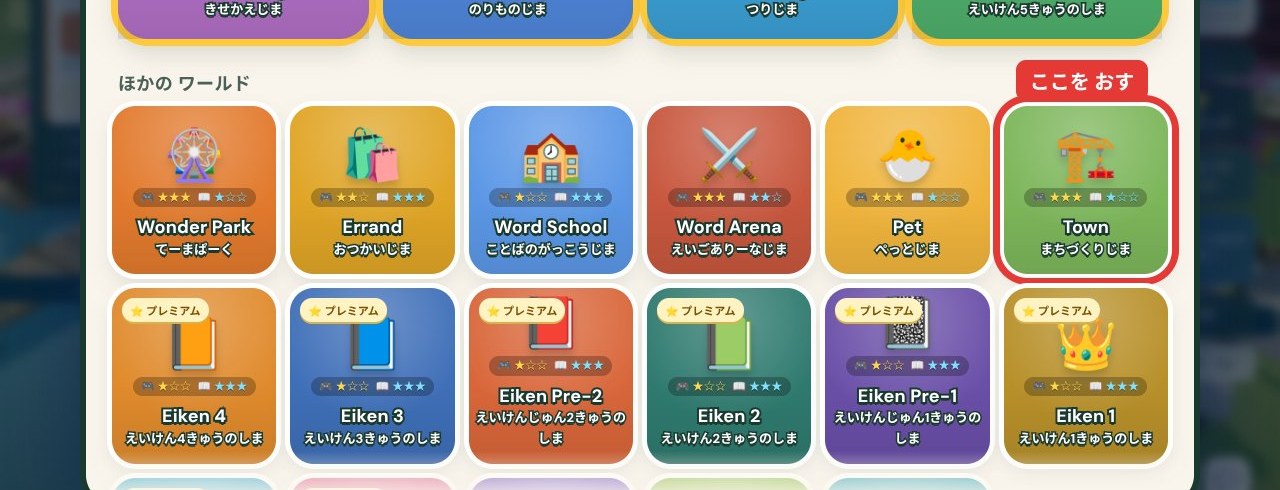 きせかえじま
のりものじま
つりじま
えいけん5きゅうのしま
ほかの ワールド
ここを おす
🎮 ★★★ 📖 ★☆☆
Wonder Park
てーまぱーく
🎮 ★★☆ 📖 ★☆☆
Errand
おつかいじま
🎮 ★☆☆ 📖 ★★★
Word School
ことばのがっこうじま
🎮 ★★★ 📖 ★★☆
Word Arena
えいごありーなじま
🎮 ★★★ 📖 ★☆☆
Pet
ぺっとじま
🎮 ★★★ 📖 ★☆☆
Town
まちづくりじま
⭐ プレミアム
🎮 ★☆☆ 📖 ★★★
Eiken 4
えいけん4きゅうのしま
⭐ プレミアム
🎮 ★☆☆ 📖 ★★★
Eiken 3
えいけん3きゅうのしま
⭐ プレミアム
🎮 ★☆☆ 📖 ★★★
Eiken Pre-2
えいけんじゅん2きゅうの
しま
⭐ プレミアム
🎮 ★☆☆ 📖 ★★★
Eiken 2
えいけん2きゅうのしま
⭐ プレミアム
🎮 ★☆☆ 📖 ★★★
Eiken Pre-1
えいけんじゅん1きゅうの
しま
⭐ プレミアム
🎮 ★☆☆ 📖 ★★★
Eiken 1
えいけん1きゅうのしま